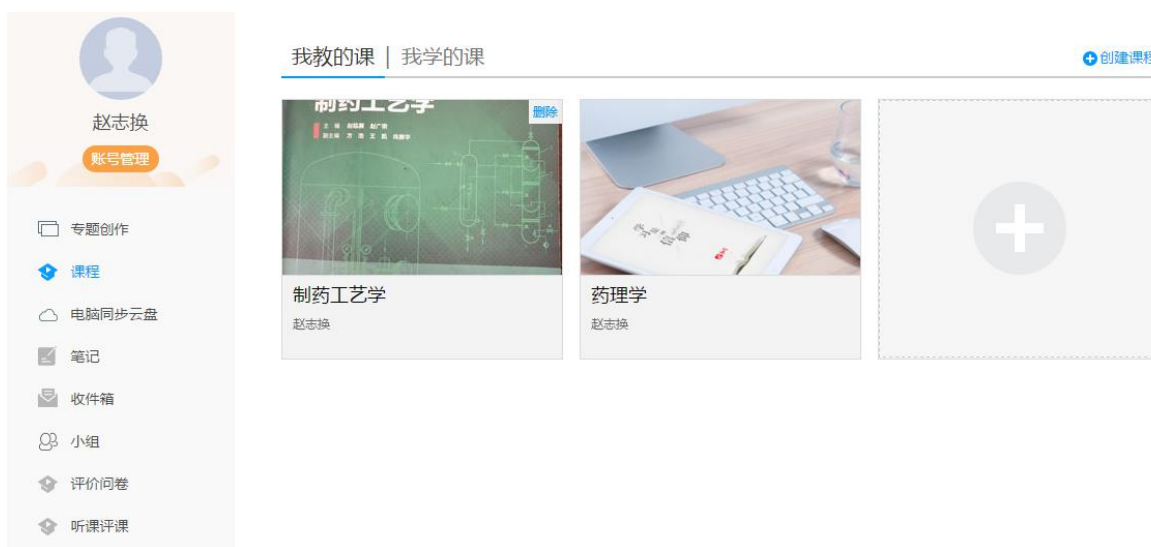 赵志换
账号管理
专题创作
课程
电脑同步云盘
笔记
收件箱
小组
评价问卷
听课评课
我教的课 | 我学的课
创建课程
制药工艺学
删除
制药工艺学
赵志换
药理学
赵志换